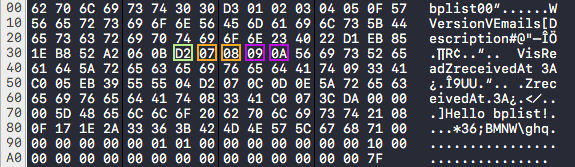 00 62 70 6C 69 73 74 30 30 D3 01 02 03 04 05 0F 57 bplist00”......W
10 56 65 72 73 69 6F 6E 56 45 6D 61 69 6C 73 5B 44 VersionVEmails[D
20 65 73 63 72 69 70 74 69 6F 6E 23 40 22 D1 EB 85 escription#@"—ÎÖ
30 1E B8 52 A2 06 0B D2 07 08 09 0A 56 69 73 52 65 .∏R¢..“.. VisRe
40 61 64 5A 72 65 63 65 69 76 65 64 41 74 09 33 41 adZreceivedAt 3A
50 C0 05 EB 39 55 55 04 D2 07 0C 0D 0E 5A 72 65 63 ¿.Î9UU.“.. ..Zrec
60 65 69 76 65 64 41 74 08 33 41 C0 07 3C DA 00 00 eivedAt.3A¿.<⁄..
70 00 5D 48 65 6C 6C 6F 20 62 70 6C 69 73 74 21 08 .]Hello bplist!.
80 0F 17 1E 2A 33 36 3B 42 4D 4E 57 5C 67 68 71 00 ...*36;BMNW\ghq.
90 00 00 00 00 00 01 01 00 00 00 00 00 00 00 10 00 ................
A0 00 00 00 00 00 00 00 00 00 00 00 00 00 00 7F ...............